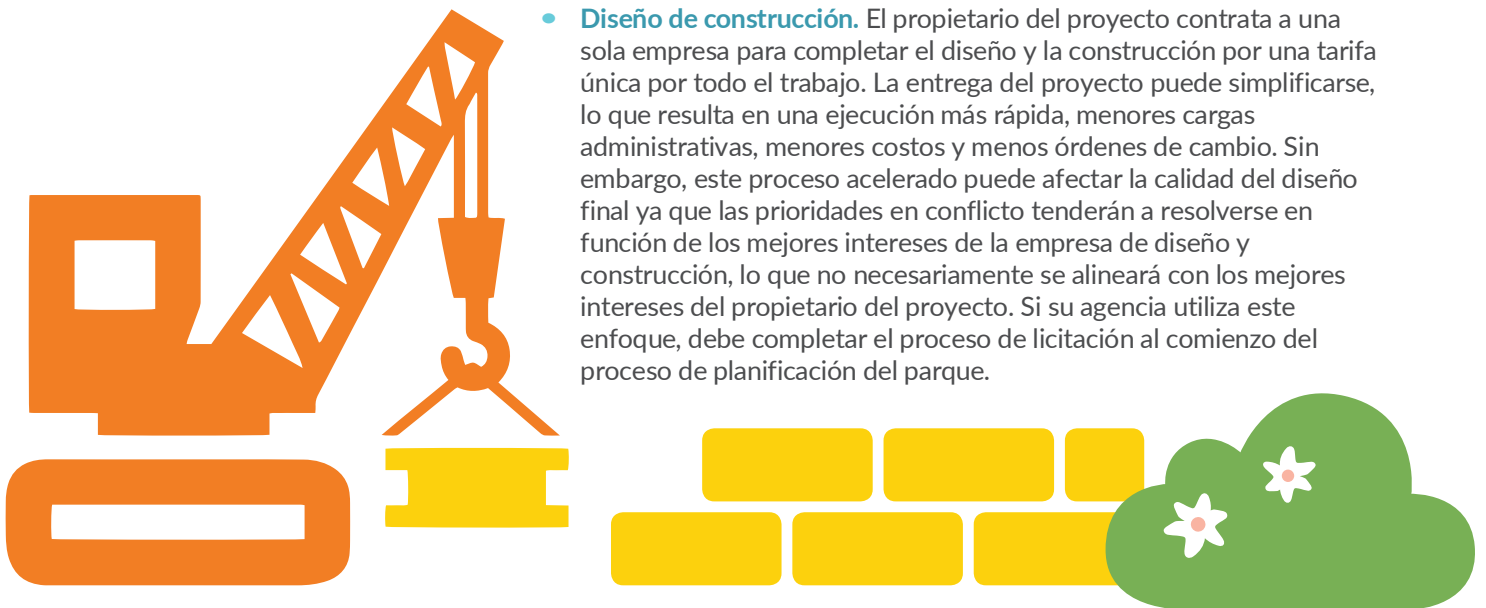 • Diseño de construcción. El propietario del proyecto contrata a una
sola empresa para completar el diseño y la construcción por una tarifa
única por todo el trabajo. La entrega del proyecto puede simplificarse,
lo que resulta en una ejecución más rápida, menores cargas
administrativas, menores costos y menos órdenes de cambio. Sin
embargo, este proceso acelerado puede afectar la calidad del diseño
final ya que las prioridades en conflicto tenderán a resolverse en
función de los mejores intereses de la empresa de diseño y
construcción, lo que no necesariamente se alineará con los mejores
intereses del propietario del proyecto. Si su agencia utiliza este
enfoque, debe completar el proceso de licitación al comienzo del
proceso de planificación del parque.